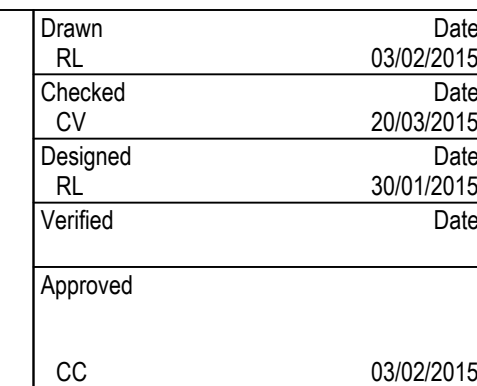 Drawn Date
RL 03/02/2015
Checked Date
CV 20/03/2015
Designed Date
RL 30/01/2015
Verified Date
Approved
CC 03/02/2015